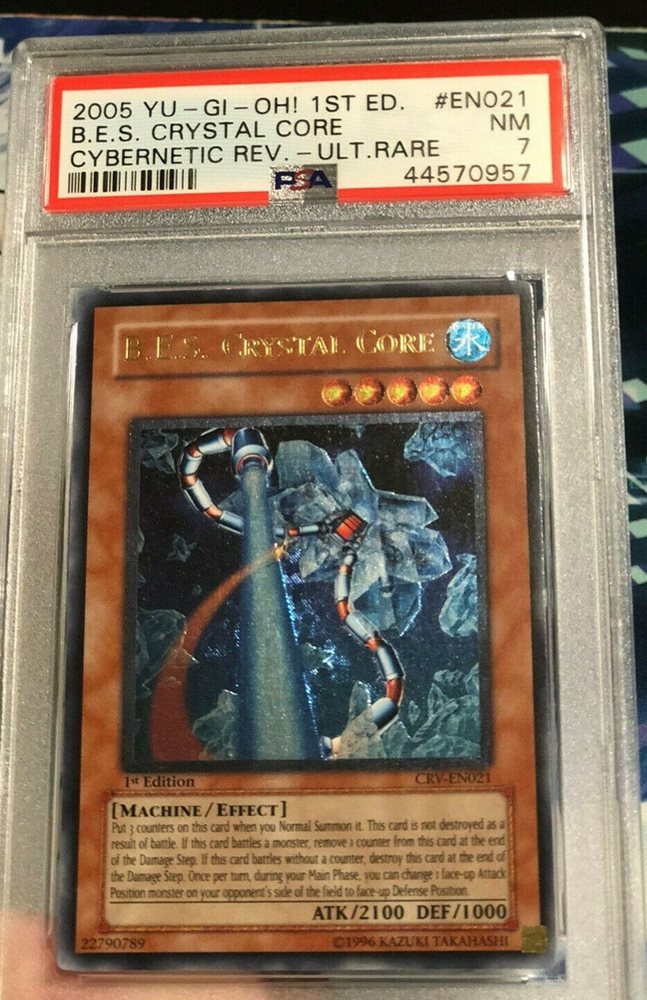 2005 YU-GI-OH! 1ST ED. #EN021
B.E.S. CRYSTAL CORE NM
CYBERNETIC REV.-ULT.RARE 7
PSA 44570957
B.E.S. CRYSTAL CORE
WATER
水
1st Edition CRV-EN021
[MACHINE/EFFECT]
Put 3 counters on this card when you Normal Summon it. This card is not destroyed as a
result of battle. If this card battles a monster, remove 1 counter from this card at the end
of the Damage Step. If this card battles without a counter, destroy this card at the end of
the Damage Step. Once per turn, during your Main Phase, you can change 1 face-up Attack
Position monster on your opponent's side of the field to face-up Defense Position.
ATK/2100 DEF/1000
22790789 ©1996 KAZUKI TAKAHASHI